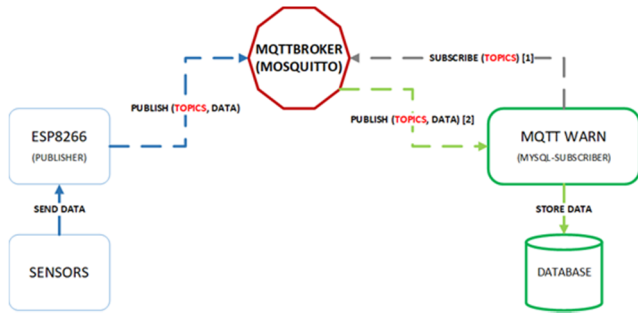 MQTTBROKER
(MOSQUITTO)
SUBSCRIBE (TOPICS) [1]
PUBLISH (TOPICS, DATA)
PUBLISH (TOPICS, DATA) [2]
ESP8266
(PUBLISHER)
MQTT WARN
(MYSQL-SUBSCRIBER)
SEND DATA
STORE DATA
SENSORS
DATABASE